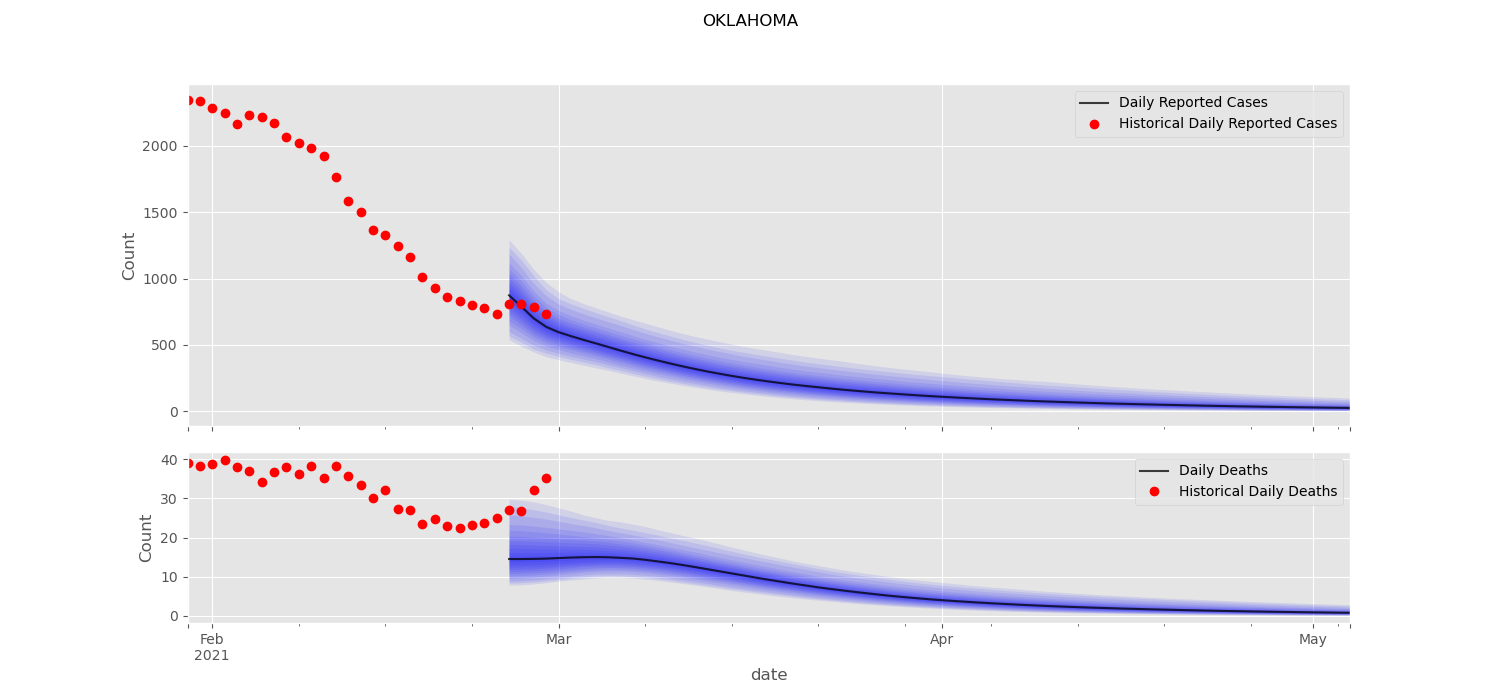 OKLAHOMA
Daily Reported Cases
Historical Daily Reported Cases
2000
1500
1000
500
0
Count
Daily Deaths
Historical Daily Deaths
40
30
20
10
0
Count
Feb
2021
Mar
Apr
May
date